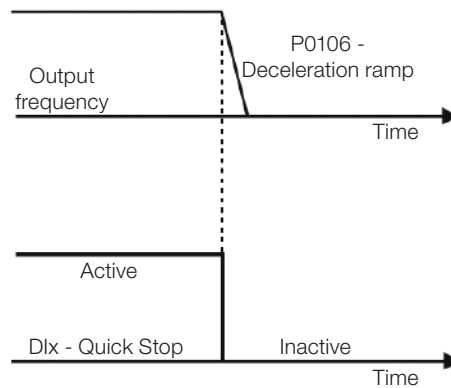 P0106 -
Deceleration ramp
Output
frequency
Time
Active
DIx - Quick Stop
Inactive
Time